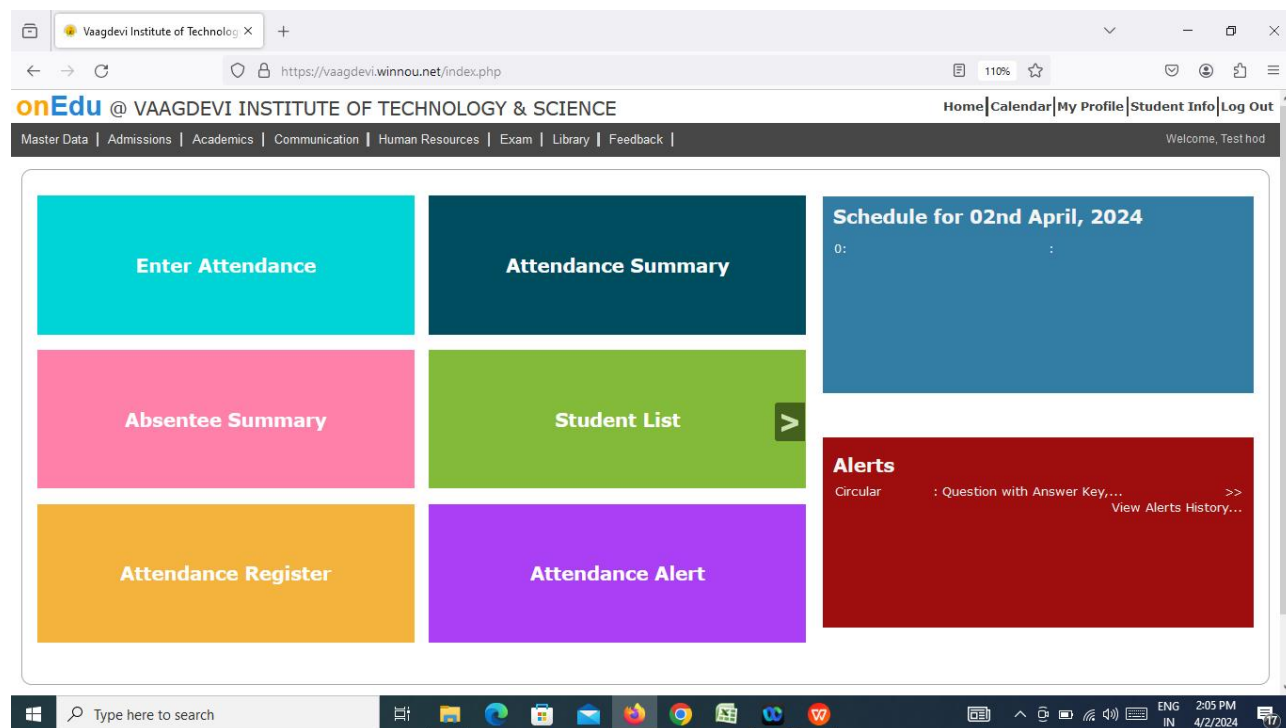 Vaagdevi Institute of Technolog
https://vaagdevi.winnou.net/index.php
110%
onEdu @ VAAGDEVI INSTITUTE OF TECHNOLOGY & SCIENCE
Home|Calendar|My Profile|Student Info|Log Out
Master Data | Admissions | Academics | Communication | Human Resources | Exam | Library | Feedback |
Welcome, Test hod
Enter Attendance
Attendance Summary
Schedule for 02nd April, 2024
0: :
Absentee Summary
Student List
>
Alerts
Circular : Question with Answer Key,... >>
View Alerts History...
Attendance Register
Attendance Alert
Type here to search
ENG
IN
2:05 PM
4/2/2024